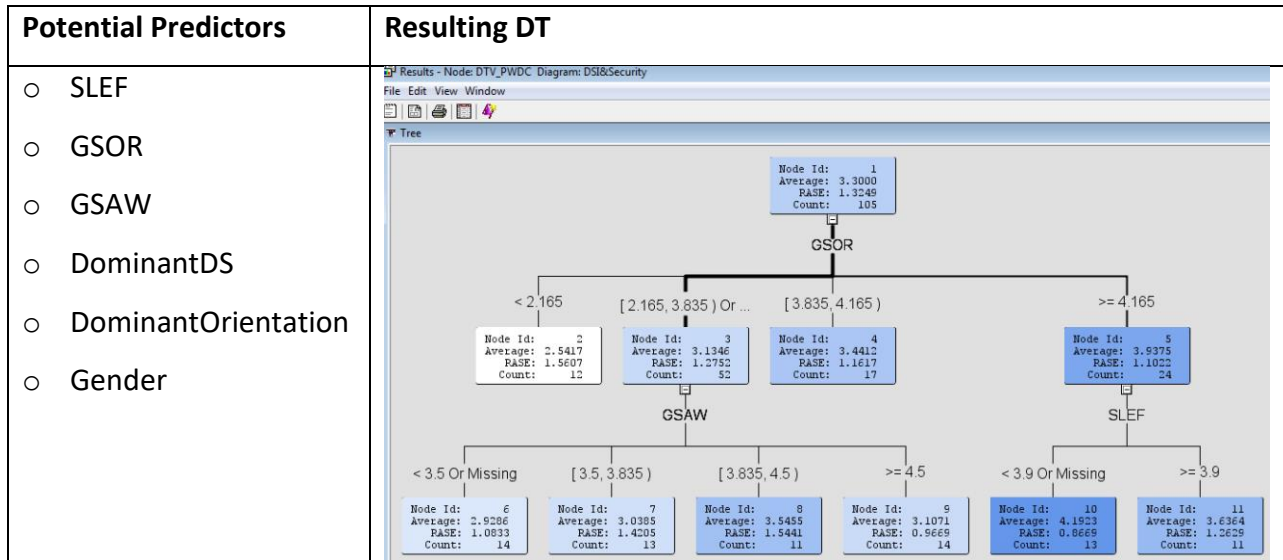 Potential Predictors
Resulting DT
SLEF
GSOR
GSAW
DominantDS
DominantOrientation
Gender
Results - Node: DTV_PWDC Diagram: DSI&Security
File Edit View Window
Tree
Node Id: 1
Average: 3.3000
RASE: 1.3249
Count: 105
GSOR
< 2.165
[ 2.165, 3.835 ) Or ...
[ 3.835, 4.165 )
>= 4.165
Node Id: 2
Average: 2.5417
RASE: 1.5607
Count: 12
Node Id: 3
Average: 3.1346
RASE: 1.2752
Count: 52
Node Id: 4
Average: 3.4412
RASE: 1.1617
Count: 17
Node Id: 5
Average: 3.9375
RASE: 1.1022
Count: 24
GSAW
SLEF
< 3.5 Or Missing
[ 3.5, 3.835 )
[ 3.835, 4.5 )
>= 4.5
< 3.9 Or Missing
>= 3.9
Node Id: 6
Average: 2.9286
RASE: 1.0833
Count: 14
Node Id: 7
Average: 3.0385
RASE: 1.4205
Count: 13
Node Id: 8
Average: 3.5455
RASE: 1.5441
Count: 11
Node Id: 9
Average: 3.1071
RASE: 0.9669
Count: 14
Node Id: 10
Average: 4.1923
RASE: 0.8669
Count: 13
Node Id: 11
Average: 3.6364
RASE: 1.2629
Count: 11